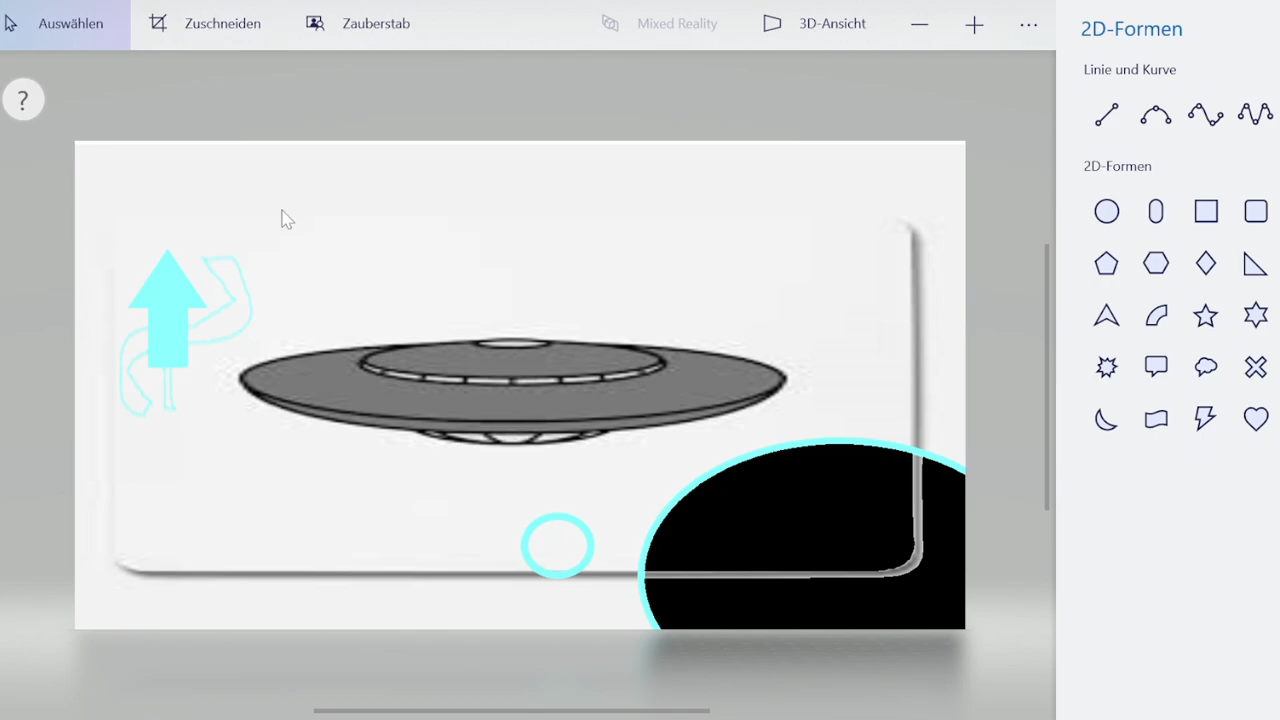 Auswählen Zuschneiden Zauberstab Mixed Reality 3D-Ansicht
2D-Formen
Linie und Kurve
?
2D-Formen